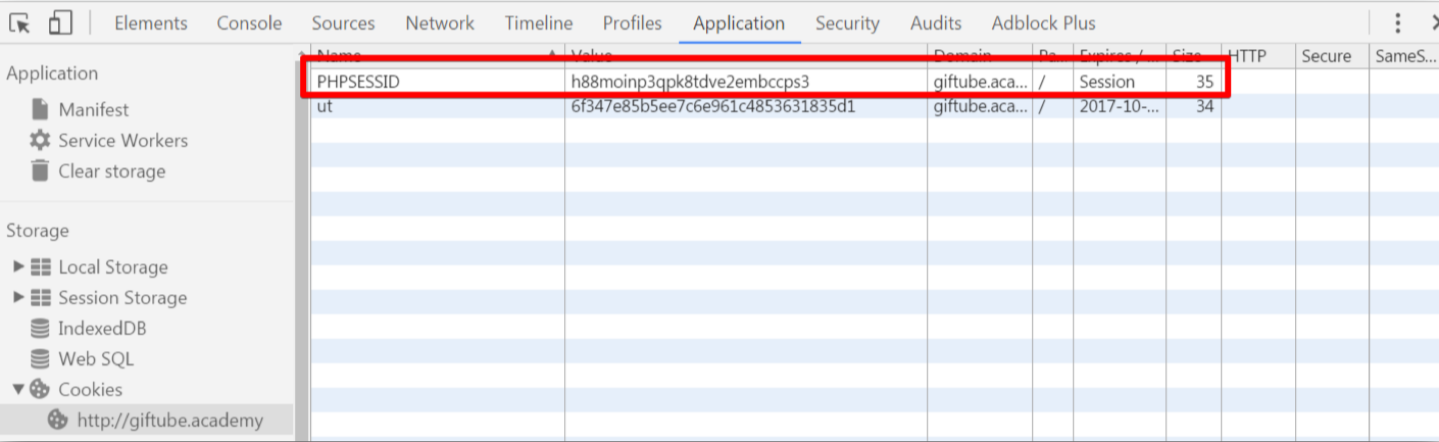 Elements Console Sources Network Timeline Profiles Application Security Audits Adblock Plus
Application
Manifest
Service Workers
Clear storage
Storage
Local Storage
Session Storage
IndexedDB
Web SQL
Cookies
http://giftube.academy
Name Value Domain Pa... Expires /... Size HTTP Secure SameS...
PHPSESSID h88moinp3qpk8tdve2embccps3 giftube.aca... / Session 35
ut 6f347e85b5ee7c6e961c4853631835d1 giftube.aca... / 2017-10-... 34